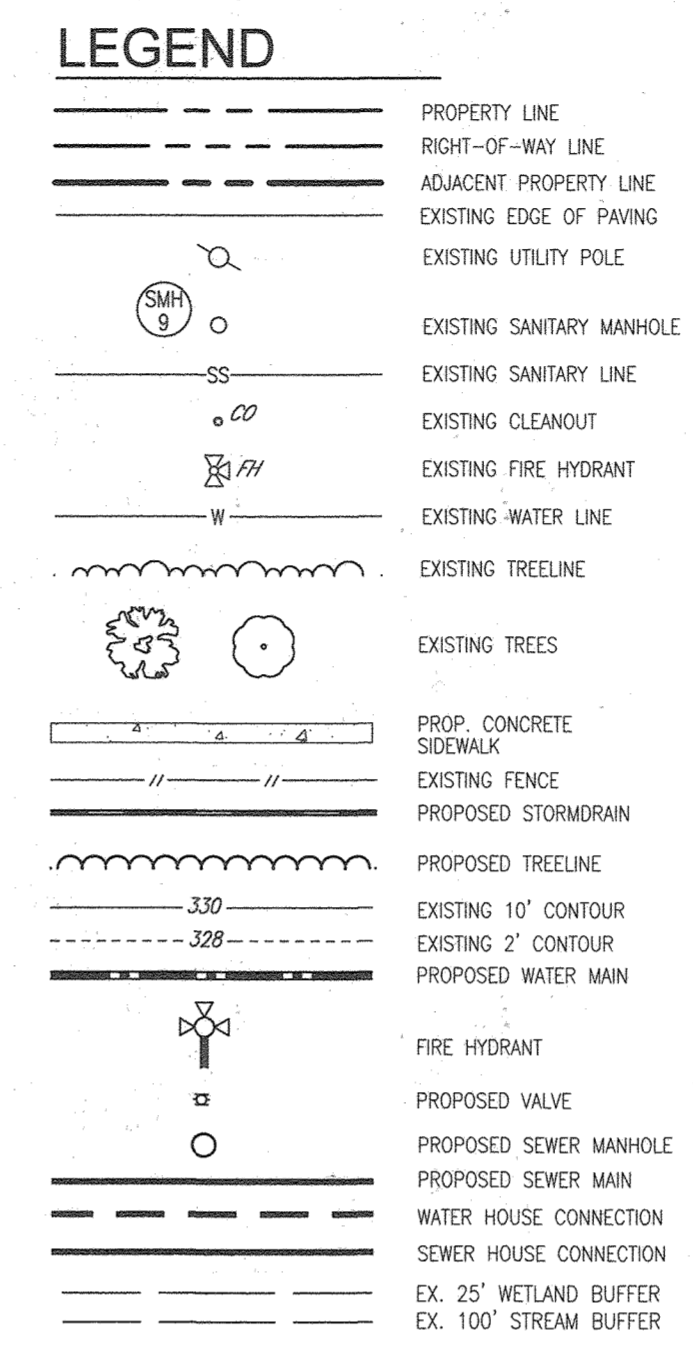 LEGEND
PROPERTY LINE
RIGHT-OF-WAY LINE
ADJACENT PROPERTY LINE
EXISTING EDGE OF PAVING
EXISTING UTILITY POLE
SMH
9
EXISTING SANITARY MANHOLE
SS EXISTING SANITARY LINE
CO EXISTING CLEANOUT
FH EXISTING FIRE HYDRANT
W EXISTING WATER LINE
EXISTING TREELINE
EXISTING TREES
PROP. CONCRETE
SIDEWALK
EXISTING FENCE
PROPOSED STORMDRAIN
PROPOSED TREELINE
330 EXISTING 10' CONTOUR
328 EXISTING 2' CONTOUR
PROPOSED WATER MAIN
FIRE HYDRANT
PROPOSED VALVE
PROPOSED SEWER MANHOLE
PROPOSED SEWER MAIN
WATER HOUSE CONNECTION
SEWER HOUSE CONNECTION
EX. 25' WETLAND BUFFER
EX. 100' STREAM BUFFER